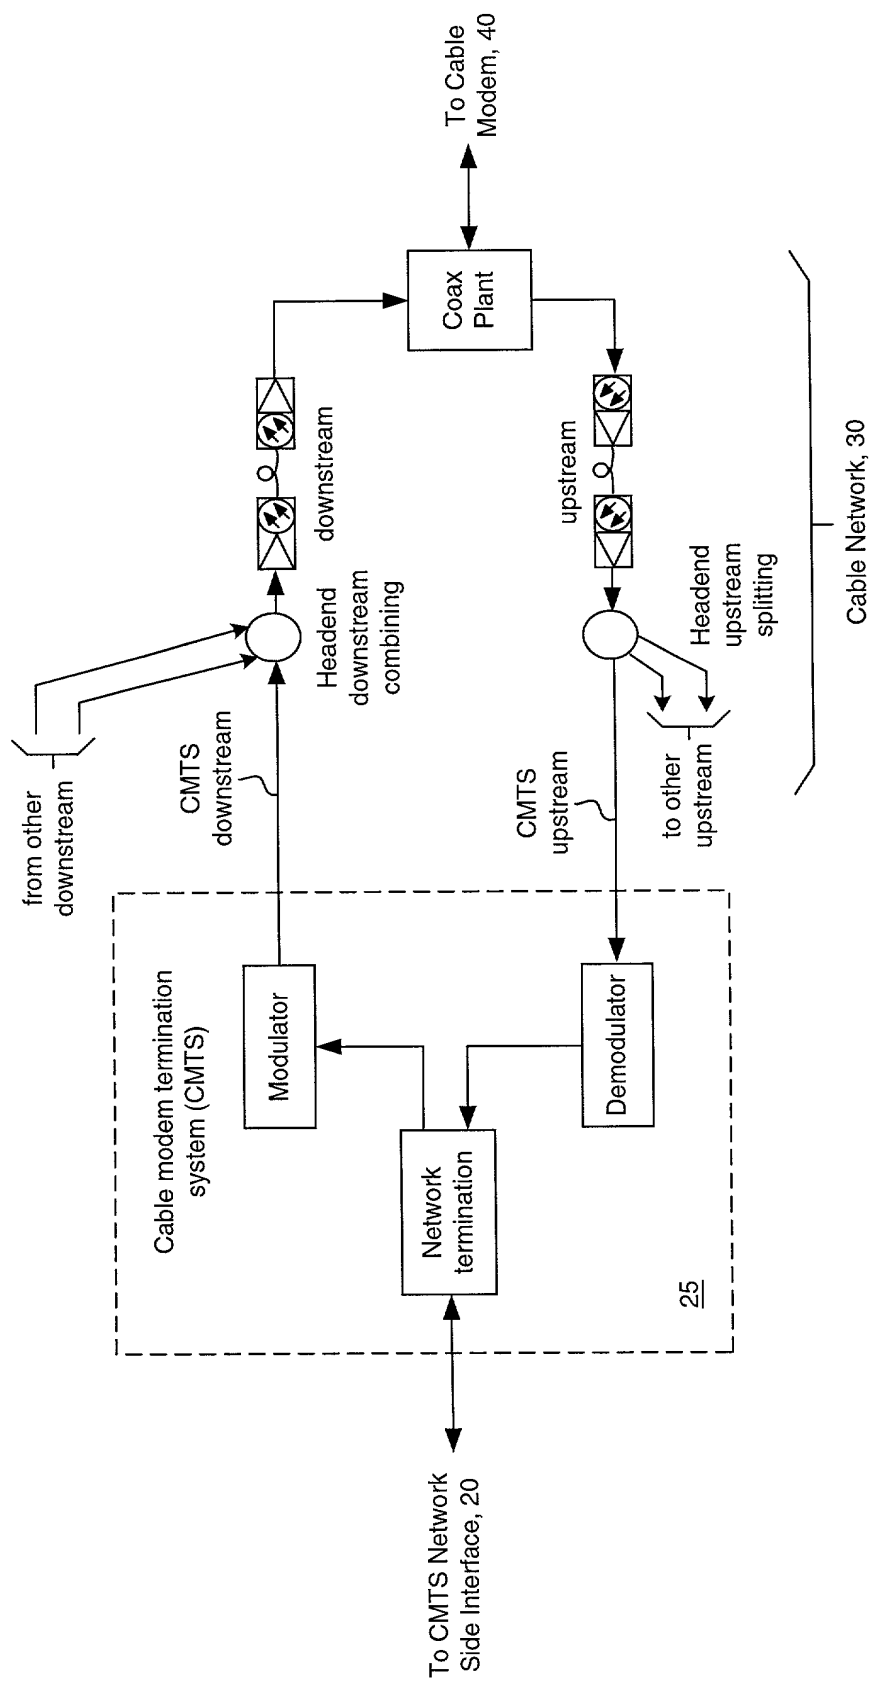 To CMTS Network
Side Interface, 20
Cable modem termination
system (CMTS)
Network
termination
Modulator
Demodulator
25
from other
downstream
CMTS
downstream
Headend
downstream
combining
downstream
Coax
Plant
To Cable
Modem, 40
upstream
CMTS
upstream
Headend
upstream
splitting
to other
upstream
Cable Network, 30